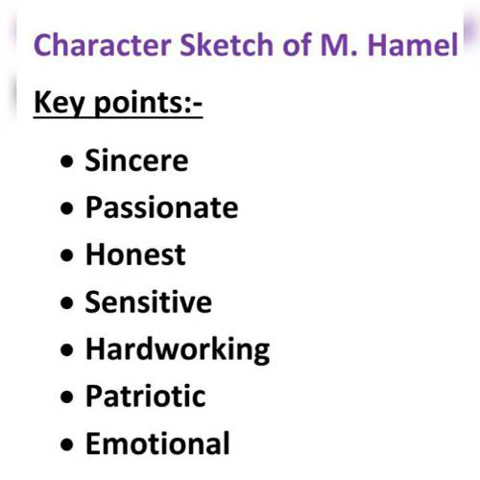 Character Sketch of M. Hamel
Key points:-
• Sincere
• Passionate
• Honest
• Sensitive
• Hardworking
• Patriotic
• Emotional